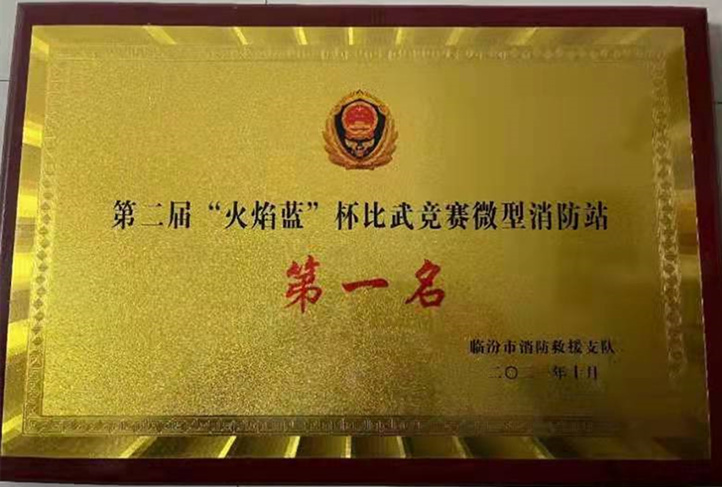 第二届“火焰蓝”杯比武竞赛微型消防站
第一名
临汾市消防救援支队
二〇二一年十月